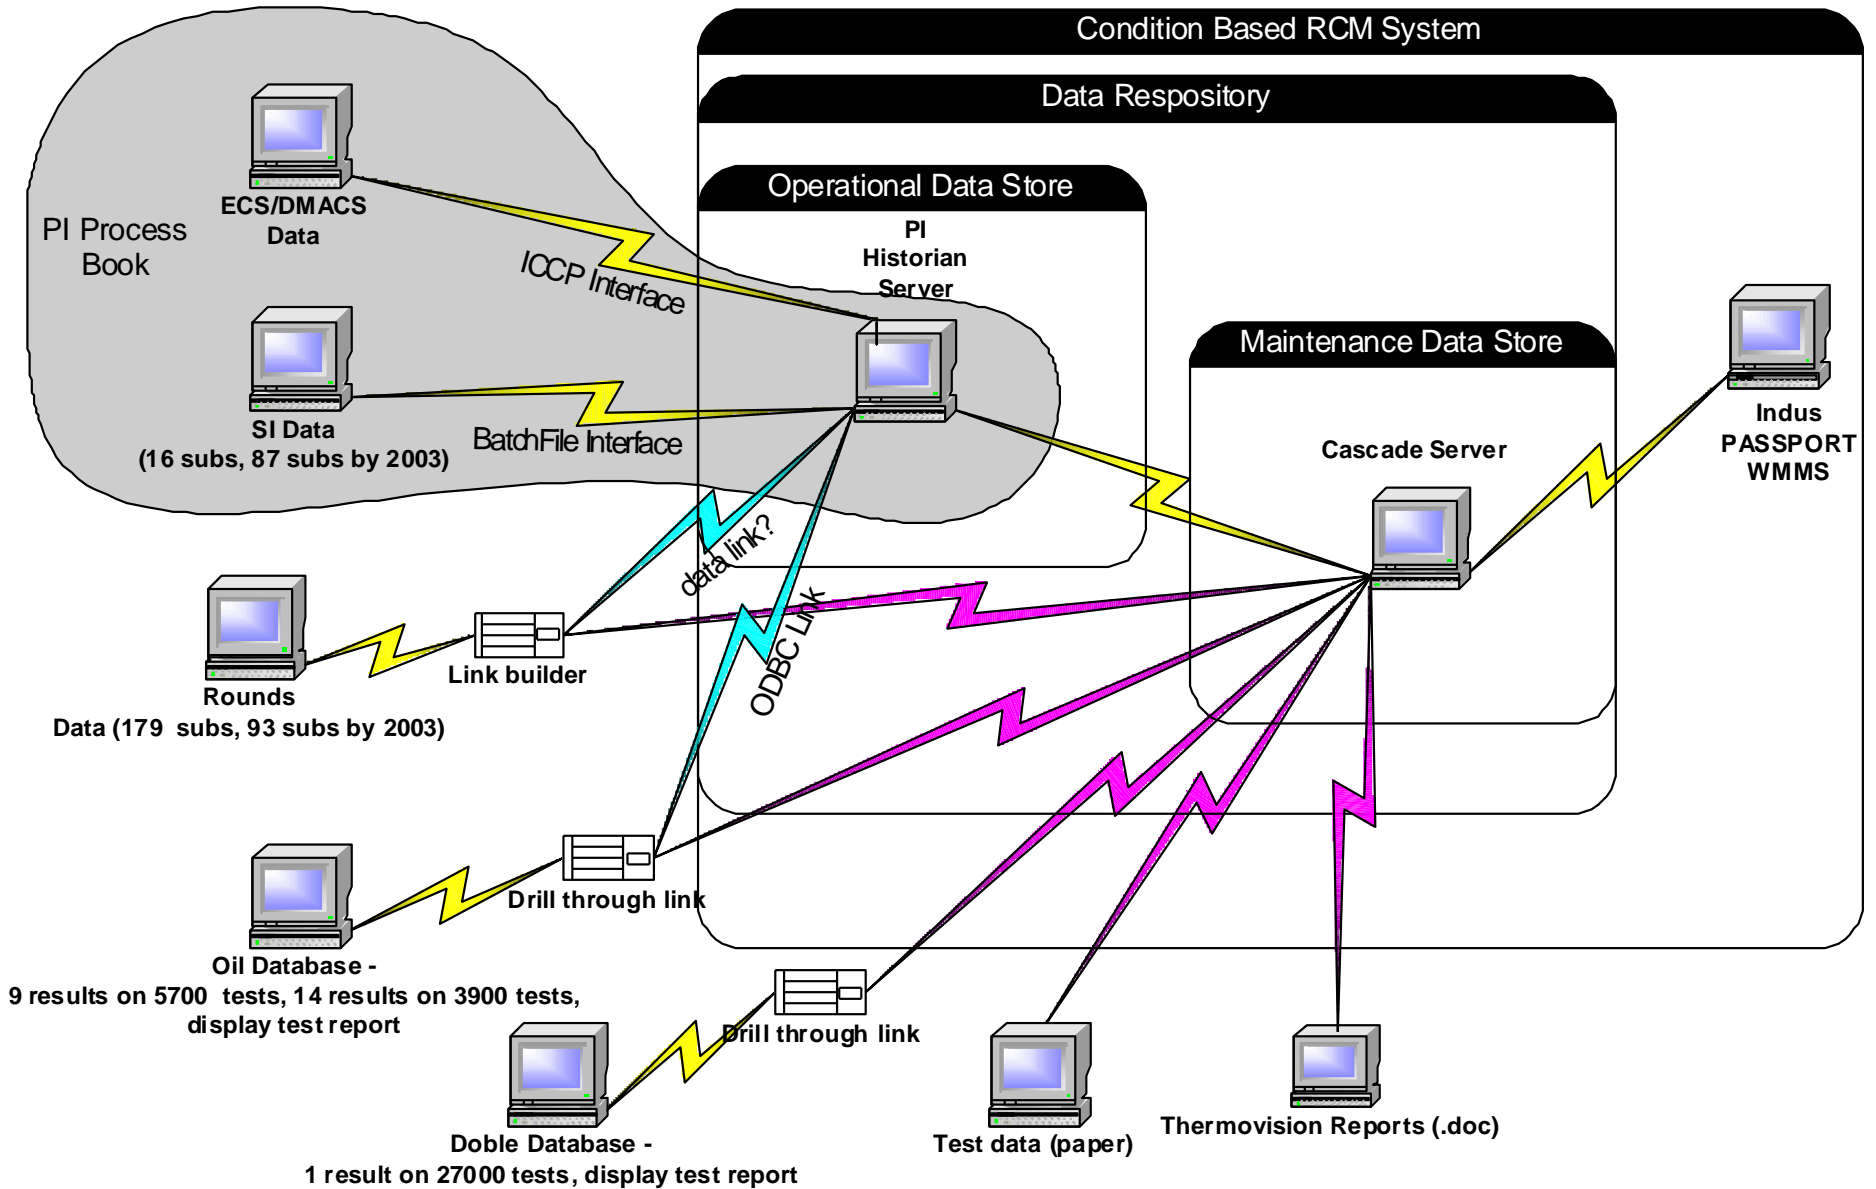 Condition Based RCM System
Data Respository
Operational Data Store
PI
Historian
Server
ECS/DMACS
Data
PI Process
Book
ICCP Interface
SI Data
(16 subs, 87 subs by 2003)
BatchFile Interface
Maintenance Data Store
Cascade Server
Indus
PASSPORT
WMMS
data link?
ODBC Link
Link builder
Rounds
Data (179 subs, 93 subs by 2003)
Drill through link
Oil Database -
9 results on 5700 tests, 14 results on 3900 tests,
display test report
Drill through link
Doble Database -
1 result on 27000 tests, display test report
Test data (paper)
Thermovision Reports (.doc)